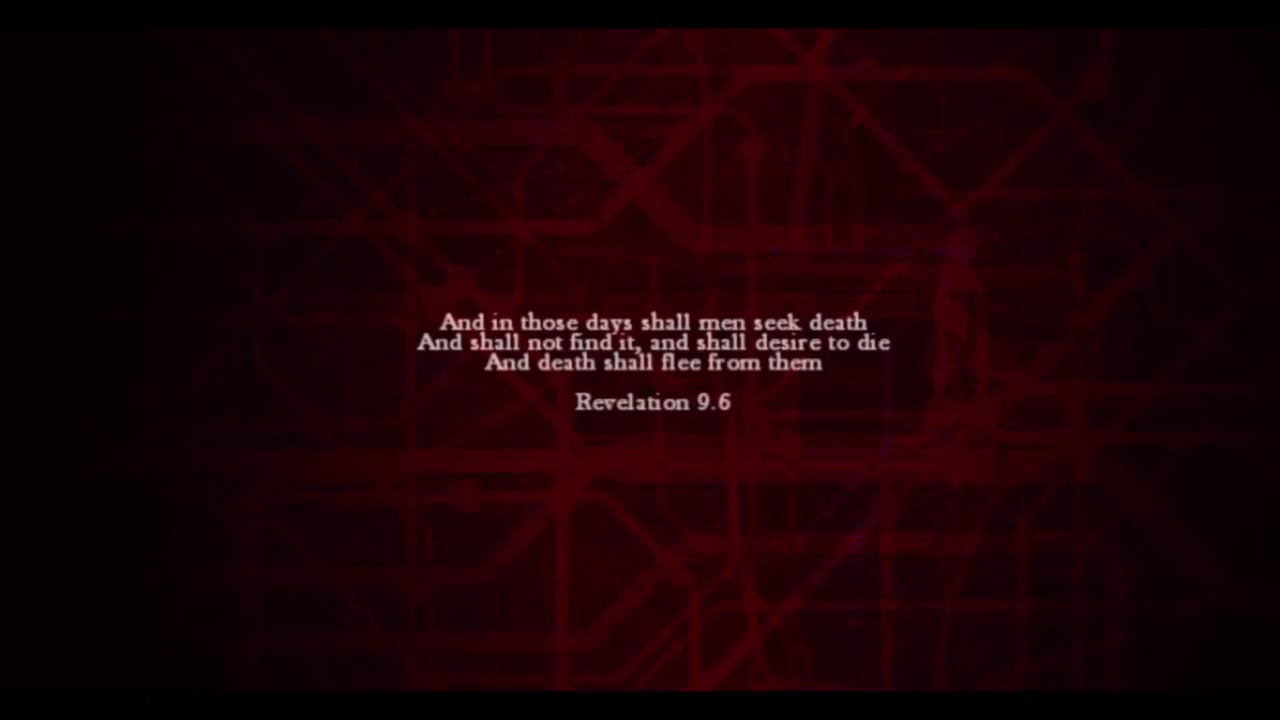 And in those days shall men seek death
And shall not find it, and shall desire to die
And death shall flee from them
Revelation 9.6